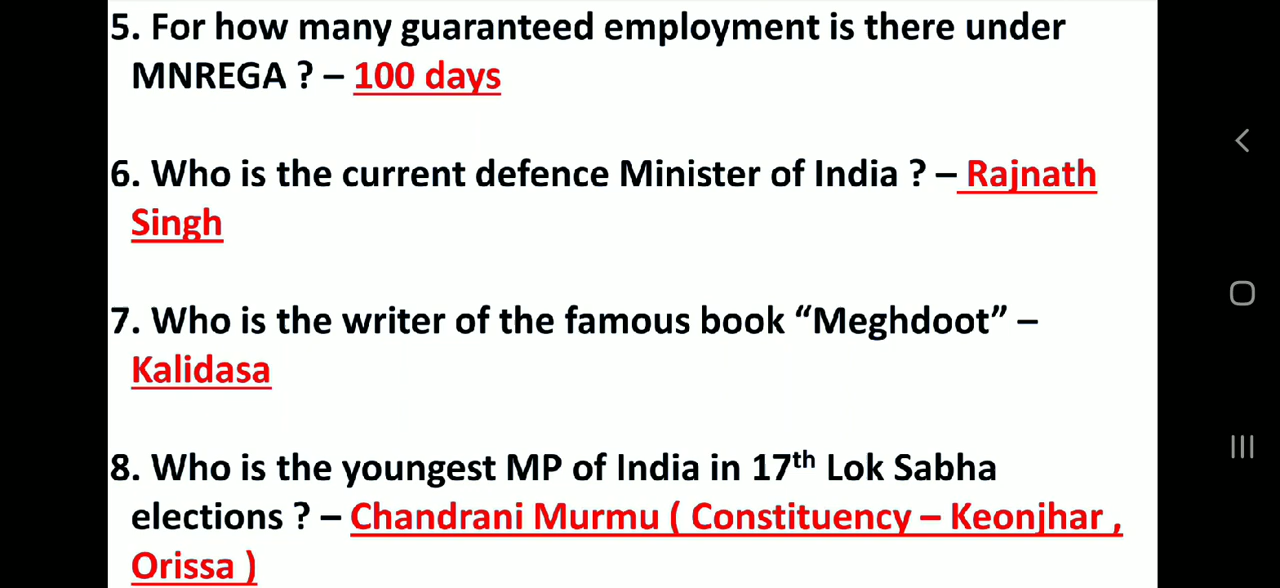 5. For how many guaranteed employment is there under
MNREGA ? – 100 days
6. Who is the current defence Minister of India ? – Rajnath
Singh
7. Who is the writer of the famous book “Meghdoot” –
Kalidasa
8. Who is the youngest MP of India in 17th Lok Sabha
elections ? – Chandrani Murmu ( Constituency – Keonjhar ,
Orissa )